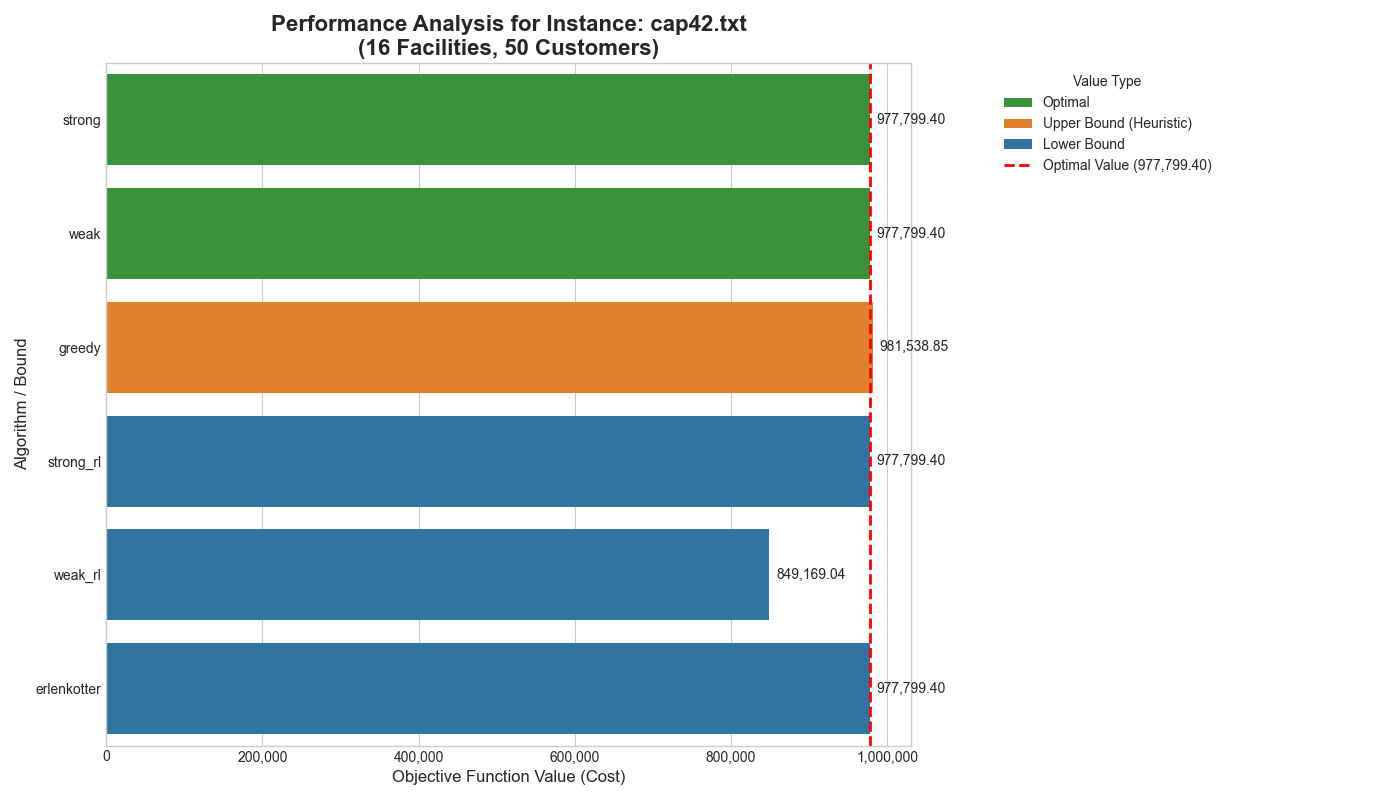 Performance Analysis for Instance: cap42.txt
(16 Facilities, 50 Customers)
Algorithm / Bound
strong
977,799.40
weak
977,799.40
greedy
981,538.85
strong_rl
977,799.40
weak_rl
849,169.04
erlenkotter
977,799.40
0
200,000
400,000
600,000
800,000
1,000,000
Objective Function Value (Cost)
Value Type
Optimal
Upper Bound (Heuristic)
Lower Bound
Optimal Value (977,799.40)